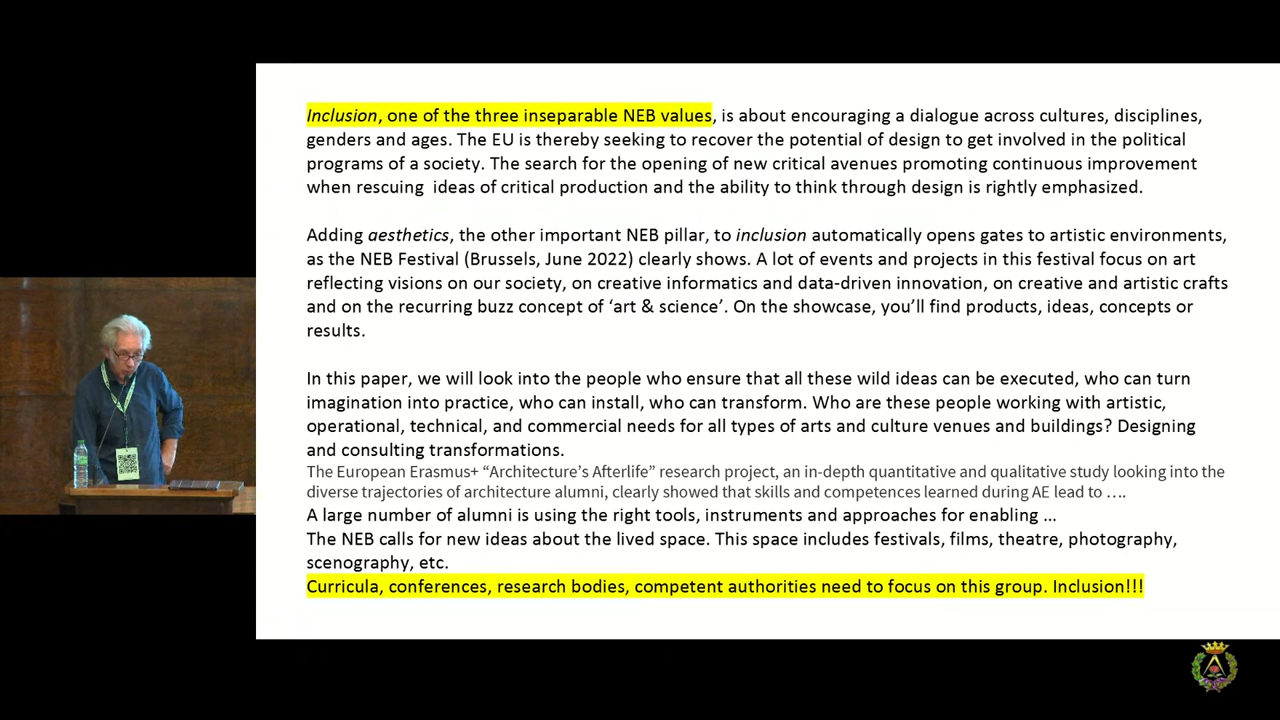 Inclusion, one of the three inseparable NEB values, is about encouraging a dialogue across cultures, disciplines,
genders and ages. The EU is thereby seeking to recover the potential of design to get involved in the political
programs of a society. The search for the opening of new critical avenues promoting continuous improvement
when rescuing  ideas of critical production and the ability to think through design is rightly emphasized.
Adding aesthetics, the other important NEB pillar, to inclusion automatically opens gates to artistic environments,
as the NEB Festival (Brussels, June 2022) clearly shows. A lot of events and projects in this festival focus on art
reflecting visions on our society, on creative informatics and data-driven innovation, on creative and artistic crafts
and on the recurring buzz concept of ‘art & science’. On the showcase, you’ll find products, ideas, concepts or
results.
In this paper, we will look into the people who ensure that all these wild ideas can be executed, who can turn
imagination into practice, who can install, who can transform. Who are these people working with artistic,
operational, technical, and commercial needs for all types of arts and culture venues and buildings? Designing
and consulting transformations.
The European Erasmus+ “Architecture’s Afterlife” research project, an in-depth quantitative and qualitative study looking into the
diverse trajectories of architecture alumni, clearly showed that skills and competences learned during AE lead to ….
A large number of alumni is using the right tools, instruments and approaches for enabling …
The NEB calls for new ideas about the lived space. This space includes festivals, films, theatre, photography,
scenography, etc.
Curricula, conferences, research bodies, competent authorities need to focus on this group. Inclusion!!!